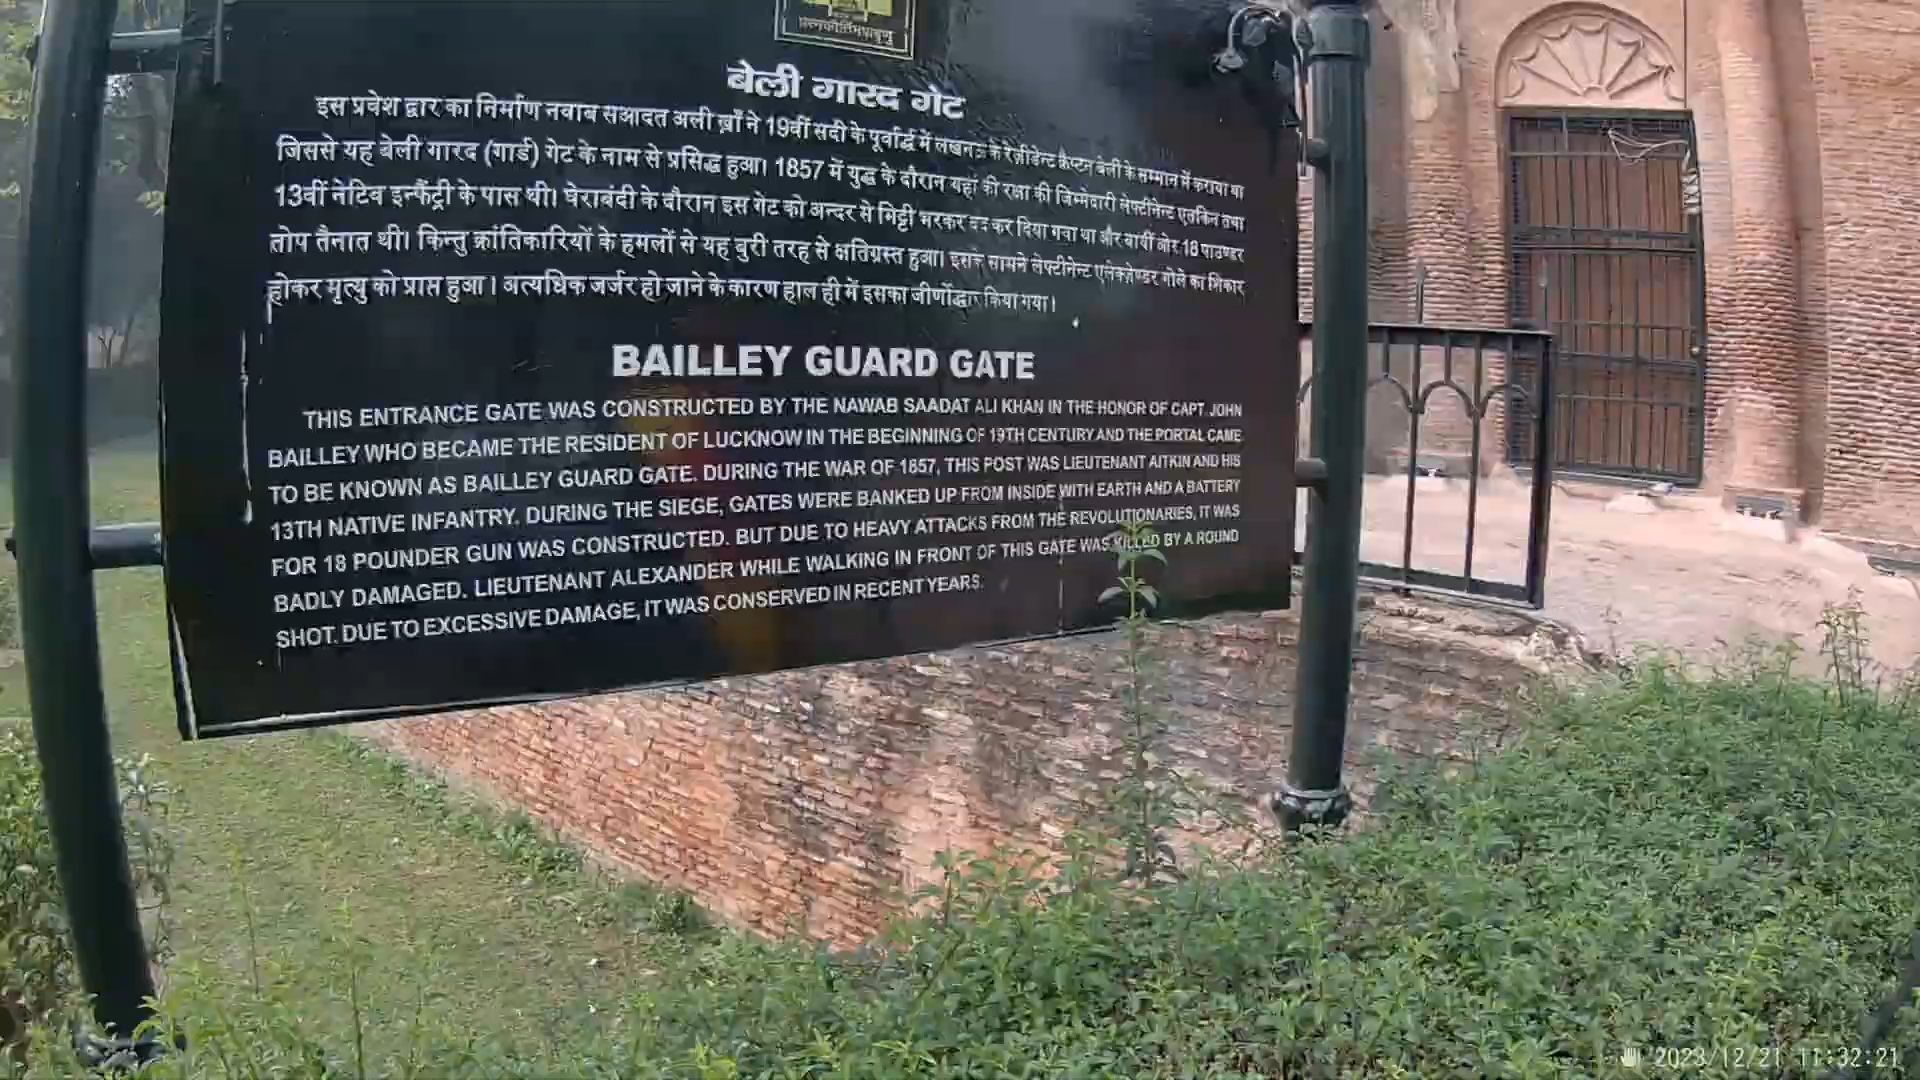 प्रत्नकीर्तिमपावृणु
बेली गारद गेट
इस प्रवेश द्वार का निर्माण नवाब सआदत अली ख़ाँ ने 19वीं सदी के पूर्वार्द्ध में लखनऊ के रेज़ीडेन्ट कैप्टन बेली के सम्मान में कराया था
जिससे यह बेली गारद (गार्ड) गेट के नाम से प्रसिद्ध हुआ। 1857 में युद्ध के दौरान यहां की रक्षा की जिम्मेवारी लेफ्टीनेन्ट एतकिन तथा
13वीं नेटिव इन्फैंट्री के पास थी। घेराबंदी के दौरान इस गेट को अन्दर से मिट्टी भरकर बंद कर दिया गया था और बायीं ओर 18 पाउण्डर
तोप तैनात थी। किन्तु क्रांतिकारियों के हमलों से यह बुरी तरह से क्षतिग्रस्त हुआ। इसके सामने लेफ्टीनेन्ट एलेक्ज़ेण्डर गोले का शिकार
होकर मृत्यु को प्राप्त हुआ। अत्यधिक जर्जर हो जाने के कारण हाल ही में इसका जीर्णोद्धार किया गया।
BAILLEY GUARD GATE
THIS ENTRANCE GATE WAS CONSTRUCTED BY THE NAWAB SAADAT ALI KHAN IN THE HONOR OF CAPT. JOHN
BAILLEY WHO BECAME THE RESIDENT OF LUCKNOW IN THE BEGINNING OF 19TH CENTURY AND THE PORTAL CAME
TO BE KNOWN AS BAILLEY GUARD GATE. DURING THE WAR OF 1857, THIS POST WAS LIEUTENANT AITKIN AND HIS
13TH NATIVE INFANTRY. DURING THE SIEGE, GATES WERE BANKED UP FROM INSIDE WITH EARTH AND A BATTERY
FOR 18 POUNDER GUN WAS CONSTRUCTED. BUT DUE TO HEAVY ATTACKS FROM THE REVOLUTIONARIES, IT WAS
BADLY DAMAGED. LIEUTENANT ALEXANDER WHILE WALKING IN FRONT OF THIS GATE WAS KILLED BY A ROUND
SHOT. DUE TO EXCESSIVE DAMAGE, IT WAS CONSERVED IN RECENT YEARS.
2023/12/21 11:32:21